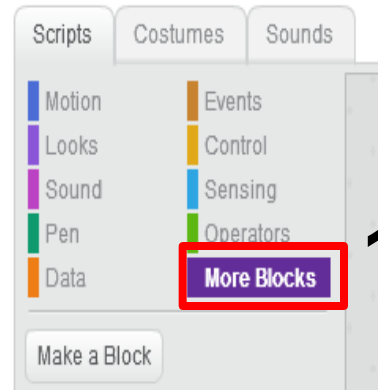 Scripts Costumes Sounds
Motion Events
Looks Control
Sound Sensing
Pen Operators
Data More Blocks
Make a Block